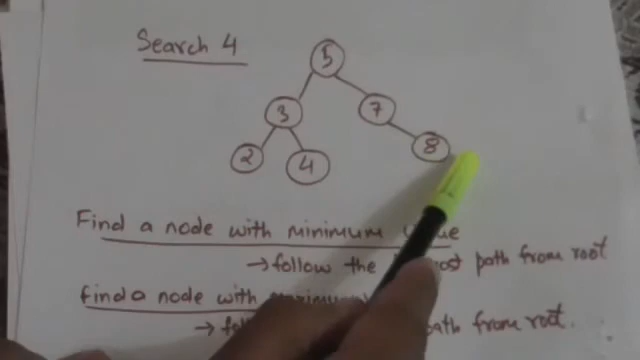 Search 4
5
3 7
2 4 8
Find a node with minimum
→follow the path from root
Find a node with
→ path from root.